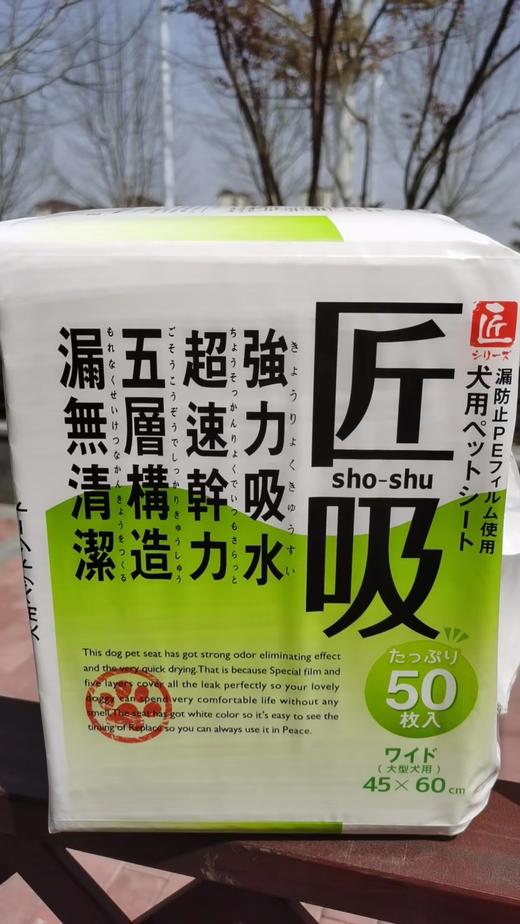 匠
シリーズ
漏防止PEフィルム使用
犬用ペットシート
匠吸
sho-shu
きょうりょくきゅうすい
強力吸水
ちょうそっかんりょくでいつもさらっと
超速幹力
ごそうこうぞうでしっかりきゅうしゅう
五層構造
もれなくせいけつなかんきょうをつくる
漏無清潔
This dog pet seat has got strong odor eliminating effect
and the very quick drying.That is because Special film and
five layers cover all the leak perfectly so your lovely
doggy can spend very comfortable life without any
smell.The seat has got white color so it's easy to see the
timing of Replace so you can always use it in Peace.
たっぷり
50
枚入
ワイド
(大型犬用)
45×60cm